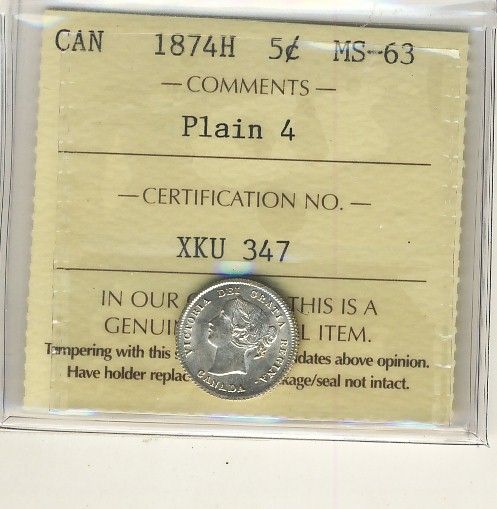 CAN 1874H 5¢ MS-63
— COMMENTS —
Plain 4
— CERTIFICATION NO. —
XKU 347
IN OUR THIS IS A
ITEM.
Tampering with this above opinion.
Have holder not intact.
VICTORIA DEI GRATIA REGINA.
CANADA